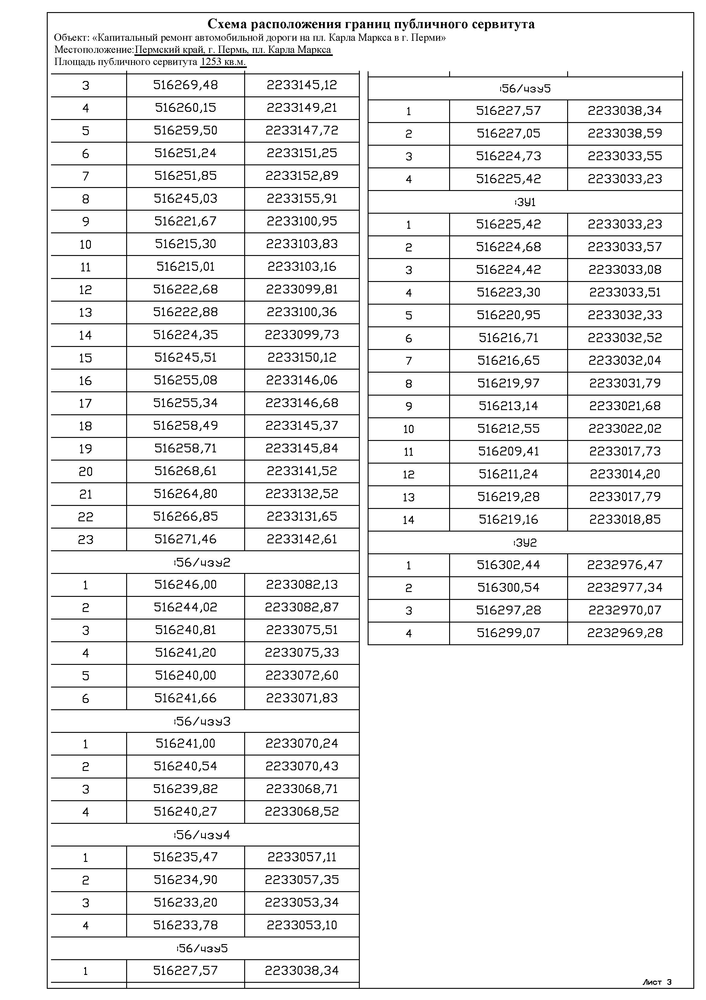 Схема расположения границ публичного сервитута
Объект: «Капитальный ремонт автомобильной дороги на пл. Карла Маркса в г. Перми»
Местоположение: Пермский край, г. Пермь, пл. Карла Маркса
Площадь публичного сервитута 1253 кв.м.
3 516269,48 2233145,12
4 516260,15 2233149,21
5 516259,50 2233147,72
6 516251,24 2233151,25
7 516251,85 2233152,89
8 516245,03 2233155,91
9 516221,67 2233100,95
10 516215,30 2233103,83
11 516215,01 2233103,16
12 516222,68 2233099,81
13 516222,88 2233100,36
14 516224,35 2233099,73
15 516245,51 2233150,12
16 516255,08 2233146,06
17 516255,34 2233146,68
18 516258,49 2233145,37
19 516258,71 2233145,84
20 516268,61 2233141,52
21 516264,80 2233132,52
22 516266,85 2233131,65
23 516271,46 2233142,61
:56/чзу2
1 516246,00 2233082,13
2 516244,02 2233082,87
3 516240,81 2233075,51
4 516241,20 2233075,33
5 516240,00 2233072,60
6 516241,66 2233071,83
:56/чзу3
1 516241,00 2233070,24
2 516240,54 2233070,43
3 516239,82 2233068,71
4 516240,27 2233068,52
:56/чзу4
1 516235,47 2233057,11
2 516234,90 2233057,35
3 516233,20 2233053,34
4 516233,78 2233053,10
:56/чзу5
1 516227,57 2233038,34
:56/чзу5
1 516227,57 2233038,34
2 516227,05 2233038,59
3 516224,73 2233033,55
4 516225,42 2233033,23
:ЗУ1
1 516225,42 2233033,23
2 516224,68 2233033,57
3 516224,42 2233033,08
4 516223,30 2233033,51
5 516220,95 2233032,33
6 516216,71 2233032,52
7 516216,65 2233032,04
8 516219,97 2233031,79
9 516213,14 2233021,68
10 516212,55 2233022,02
11 516209,41 2233017,73
12 516211,24 2233014,20
13 516219,28 2233017,79
14 516219,16 2233018,85
:ЗУ2
1 516302,44 2232976,47
2 516300,54 2232977,34
3 516297,28 2232970,07
4 516299,07 2232969,28
Лист 3